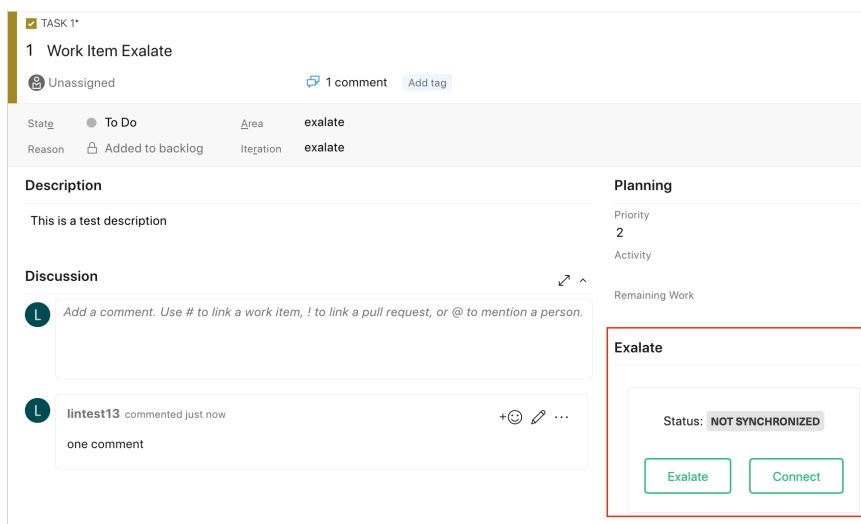 TASK 1*
1 Work Item Exalate
Unassigned
1 comment
Add tag
State
To Do
Area
exalate
Reason
Added to backlog
Iteration
exalate
Description
This is a test description
Discussion
L
Add a comment. Use # to link a work item, ! to link a pull request, or @ to mention a person.
L
lintest13 commented just now
one comment
Planning
Priority
2
Activity
Remaining Work
Exalate
Status: NOT SYNCHRONIZED
Exalate
Connect